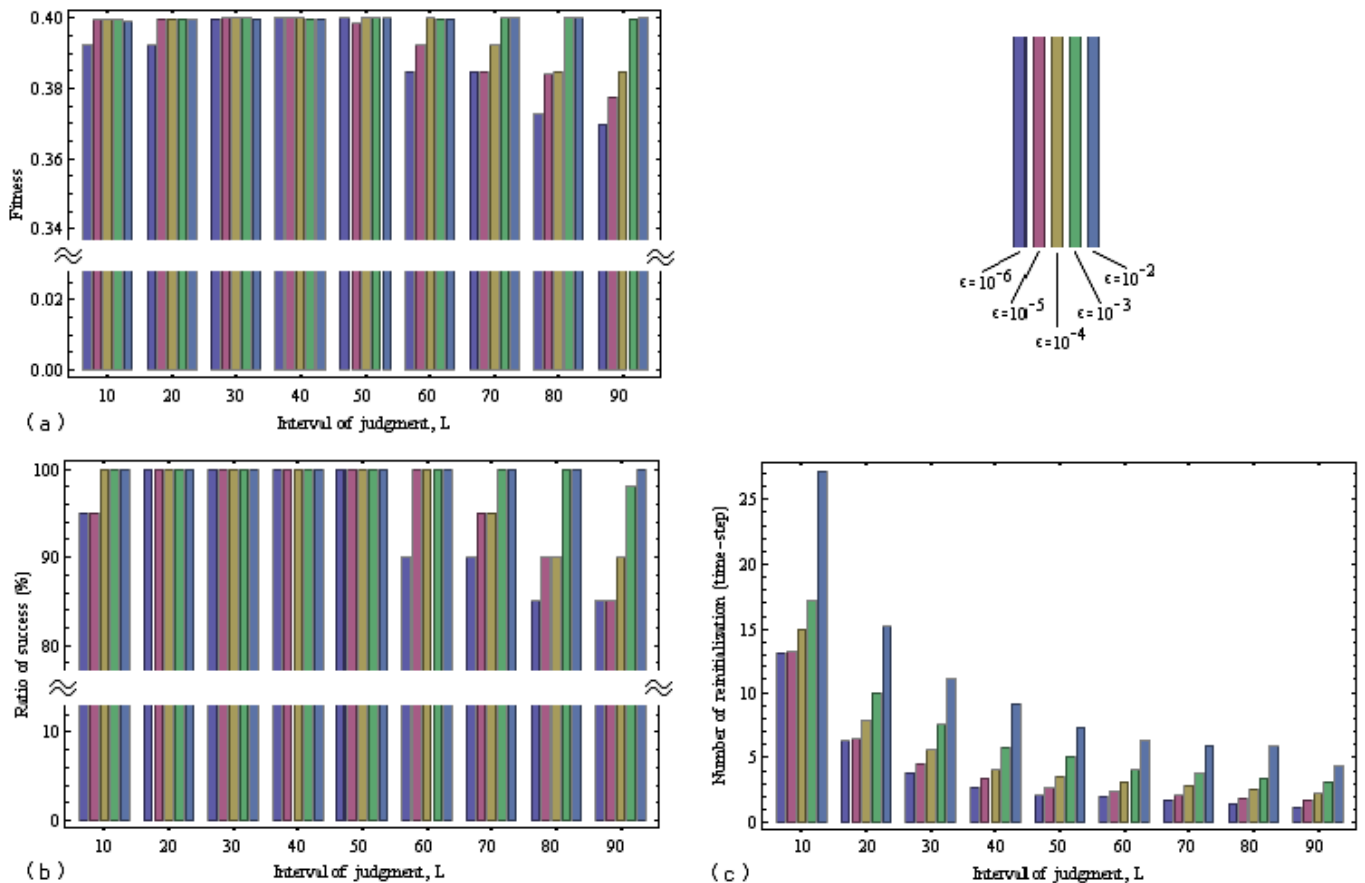 0.40
0.38
0.36
0.34
0.02
0.00
Fitness
10 20 30 40 50 60 70 80 90
(a) Interval of judgment, L
ϵ=10^-6
ϵ=10^-5
ϵ=10^-4
ϵ=10^-3
ϵ=10^-2
100
90
80
10
0
Ratio of success (%)
10 20 30 40 50 60 70 80 90
(b) Interval of judgment, L
25
20
15
10
5
0
Number of reinitialization (time-step)
10 20 30 40 50 60 70 80 90
(c) Interval of judgment, L